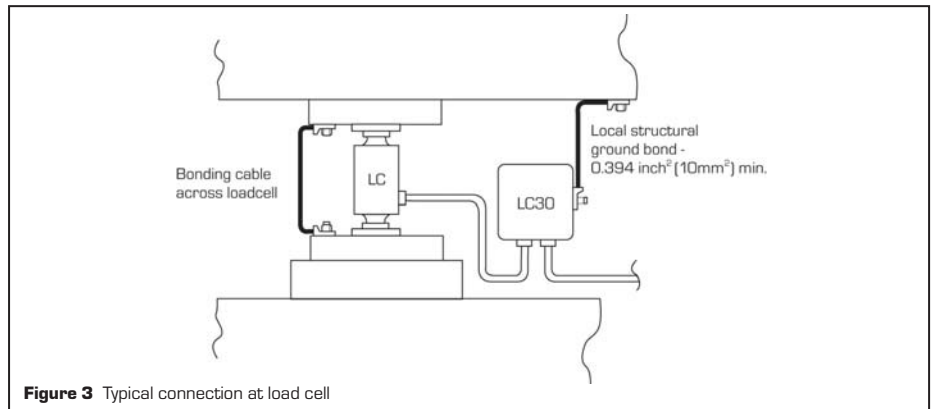 Bonding cable
across loadcell
LC
LC30
Local structural
ground bond -
0.394 inch² (10mm²) min.
Figure 3 Typical connection at load cell